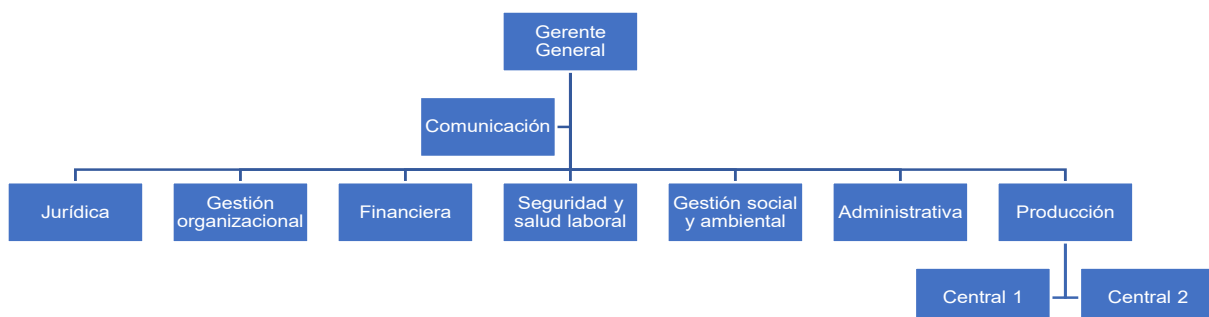 Gerente
General
Comunicación
Jurídica
Gestión
organizacional
Financiera
Seguridad y
salud laboral
Gestión social
y ambiental
Administrativa
Producción
Central 1
Central 2